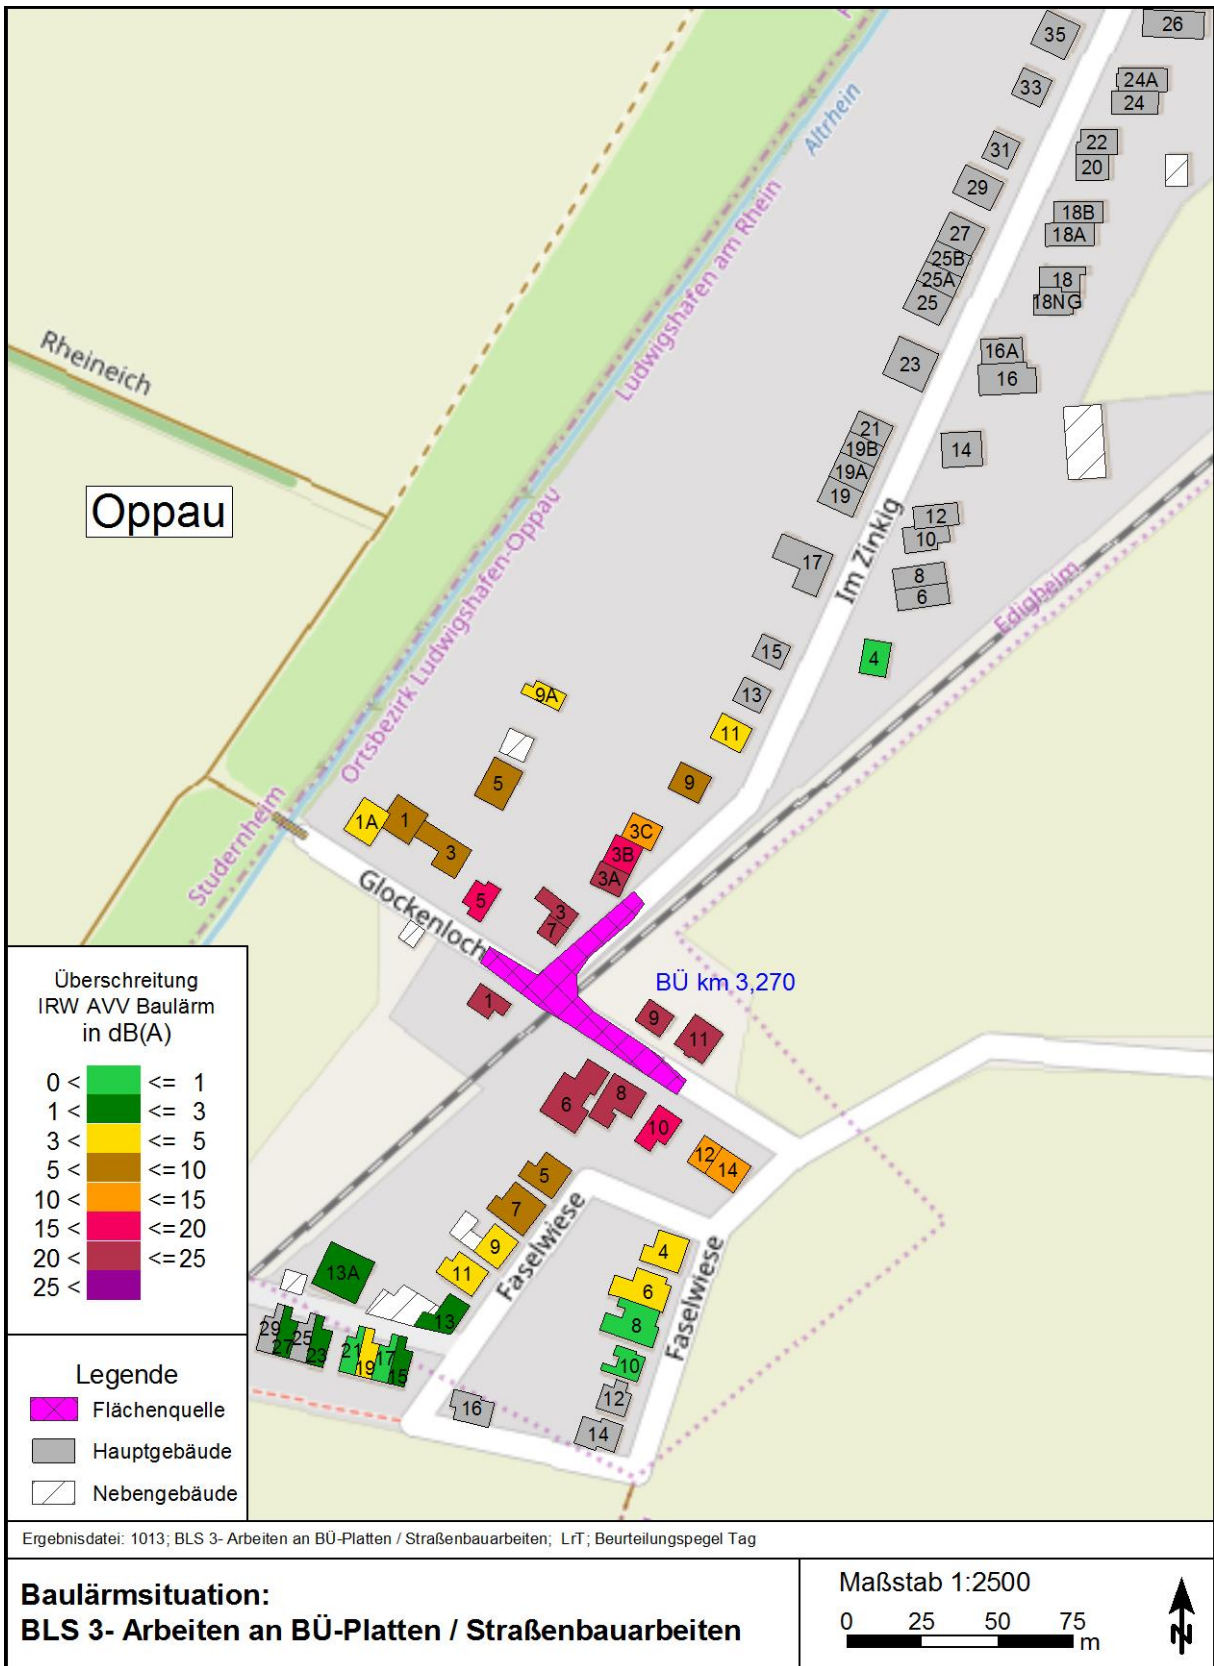 35
26
33
24A
24
Altrhein
31
22
20
29
18B
18A
27
25B
25A
25
18
18NG
Ludwigshafen am Rhein
Rheineich
23
16A
16
21
19B
19A
19
14
Oppau
Im Zinkig
12
10
17
8
6
Edigheim
Ortsbezirk Ludwigshafen-Oppau
15
4
9A
13
11
5
9
Studernheim
1A
1
3
3C
3B
3A
5
3
7
Glockenloch
BÜ km 3,270
1
9
11
6
8
10
12
14
5
7
9
11
Faselwiese
4
6
8
10
12
14
Faselwiese
13A
13
29
27
25
23
21
19
17
15
16
Überschreitung
IRW AVV Baulärm
in dB(A)
0 < <= 1
1 < <= 3
3 < <= 5
5 < <= 10
10 < <= 15
15 < <= 20
20 < <= 25
25 <
Legende
Flächenquelle
Hauptgebäude
Nebengebäude
Ergebnisdatei: 1013; BLS 3- Arbeiten an BÜ-Platten / Straßenbauarbeiten; LrT; Beurteilungspegel Tag
Baulärmsituation:
BLS 3- Arbeiten an BÜ-Platten / Straßenbauarbeiten
Maßstab 1:2500
0 25 50 75
m
N